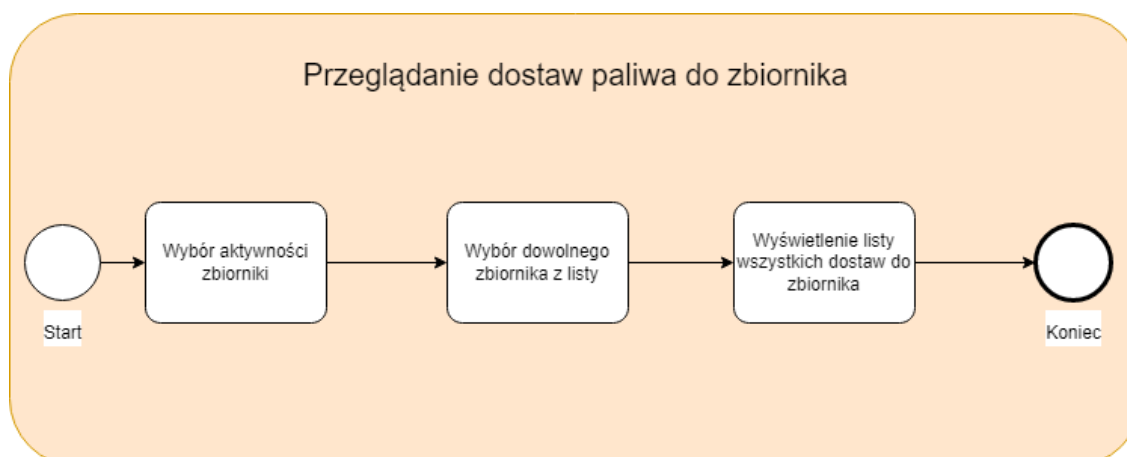 Przeglądanie dostaw paliwa do zbiornika
Start
Wybór aktywności
zbiorniki
Wybór dowolnego
zbiornika z listy
Wyświetlenie listy
wszystkich dostaw do
zbiornika
Koniec